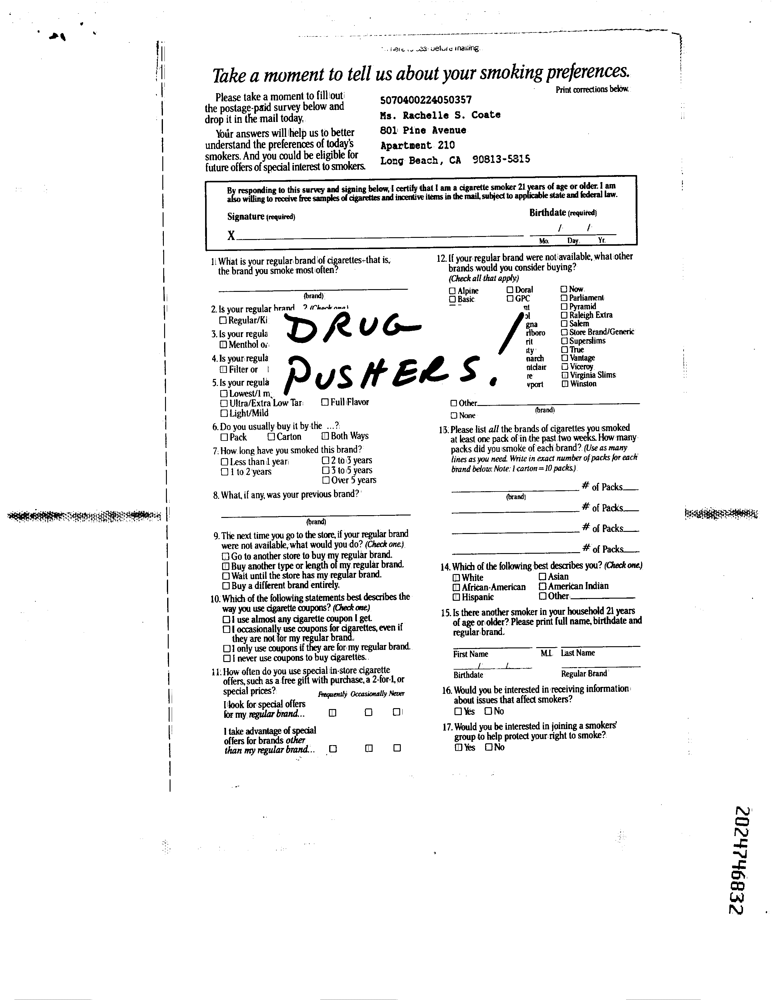 Take a moment to tell us about your smoking preferences.
Print corrections below.
Please take a moment to fill out
the postage-paid survey below and
drop it in the mail today.
Your answers will help us to better
understand the preferences of today's
smokers. And you could be eligible for
future offers of special interest to smokers.
5070400224050357
Ms. Rachelle S. Coate
801 Pine Avenue
Apartment 210
Long Beach, CA 90813-5815
By responding to this survey and signing below, I certify that I am a cigarette smoker 21 years of age or older. I am
also willing to receive free samples of cigarettes and incentive items in the mail, subject to applicable state and federal law.
Signature (required)
Birthdate (required)
X
/ /
Mo. Day Yr.
1. What is your regular brand of cigarettes-that is,
the brand you smoke most often?
(brand)
2. Is your regular brand
Regular/Ki
3. Is your regula
Menthol or
4. Is your regula
Filter or
5. Is your regula
Lowest/1 m
Ultra/Extra Low Tar Full Flavor
Light/Mild
DRUG
PUSHERS!
6. Do you usually buy it by the ...?
Pack Carton Both Ways
7. How long have you smoked this brand?
Less than 1 year 2 to 3 years
1 to 2 years 3 to 5 years
Over 5 years
8. What, if any, was your previous brand?
(brand)
9. The next time you go to the store, if your regular brand
were not available, what would you do? (Check one.)
Go to another store to buy my regular brand.
Buy another type or length of my regular brand.
Wait until the store has my regular brand.
Buy a different brand entirely.
10. Which of the following statements best describes the
way you use cigarette coupons? (Check one)
I use almost any cigarette coupon I get.
I occasionally use coupons for cigarettes, even if
they are not for my regular brand.
I only use coupons if they are for my regular brand.
I never use coupons to buy cigarettes.
11. How often do you use special in-store cigarette
offers, such as a free gift with purchase, a 2-for-1, or
special prices?
Frequently Occasionally Never
I look for special offers
for my regular brand...
I take advantage of special
offers for brands other
than my regular brand...
12. If your regular brand were not available, what other
brands would you consider buying?
(Check all that apply)
Alpine Doral Now
Basic GPC Parliament
nt Pyramid
ol Raleigh Extra
gna Salem
rlboro Store Brand/Generic
rit Superslims
ity True
narch Vantage
ntclair Viceroy
re Virginia Slims
vport Winston
Other
(brand)
None
13. Please list all the brands of cigarettes you smoked
at least one pack of in the past two weeks. How many
packs did you smoke of each brand? (Use as many
lines as you need. Write in exact number of packs for each
brand below. Note: 1 carton = 10 packs.)
# of Packs
(brand)
# of Packs
# of Packs
# of Packs
14. Which of the following best describes you? (Check one)
White Asian
African-American American Indian
Hispanic Other
15. Is there another smoker in your household 21 years
of age or older? Please print full name, birthdate and
regular brand.
First Name M.I. Last Name
/ /
Birthdate Regular Brand
16. Would you be interested in receiving information
about issues that affect smokers?
Yes No
17. Would you be interested in joining a smokers'
group to help protect your right to smoke?
Yes No
2024746832